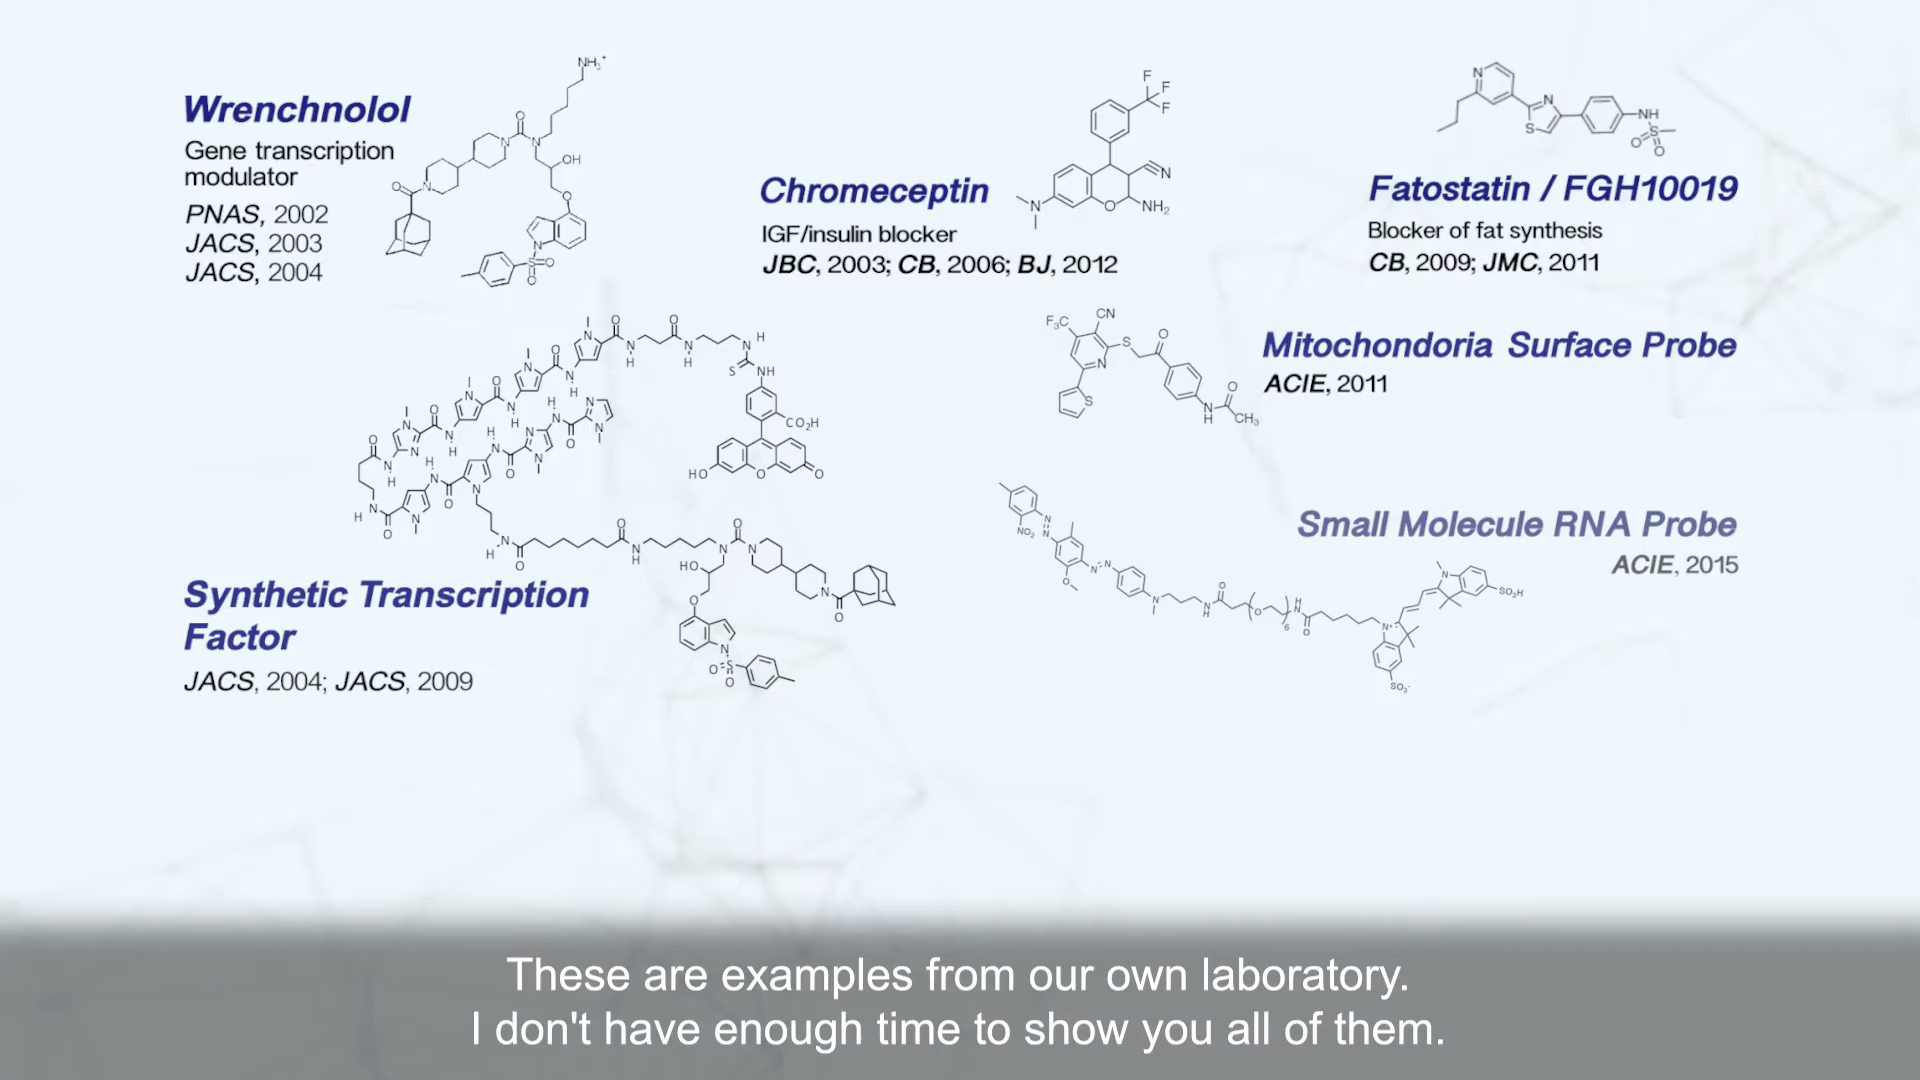 Wrenchnolol
Gene transcription
modulator
PNAS, 2002
JACS, 2003
JACS, 2004
Chromeceptin
IGF/insulin blocker
JBC, 2003; CB, 2006; BJ, 2012
Fatostatin / FGH10019
Blocker of fat synthesis
CB, 2009; JMC, 2011
Mitochondoria Surface Probe
ACIE, 2011
Small Molecule RNA Probe
ACIE, 2015
Synthetic Transcription
Factor
JACS, 2004; JACS, 2009
These are examples from our own laboratory.
I don't have enough time to show you all of them.